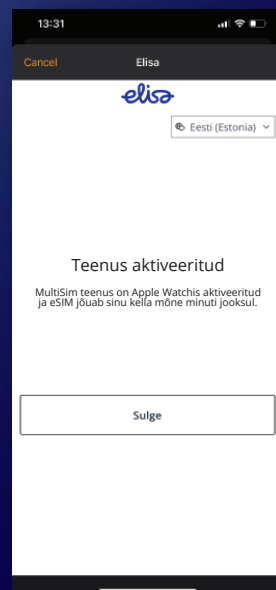 13:31
Cancel Elisa
elisa
Eesti (Estonia)
Teenus aktiveeritud
MultiSim teenus on Apple Watchis aktiveeritud
ja eSIM jõuab sinu kella mõne minuti jooksul.
Sulge